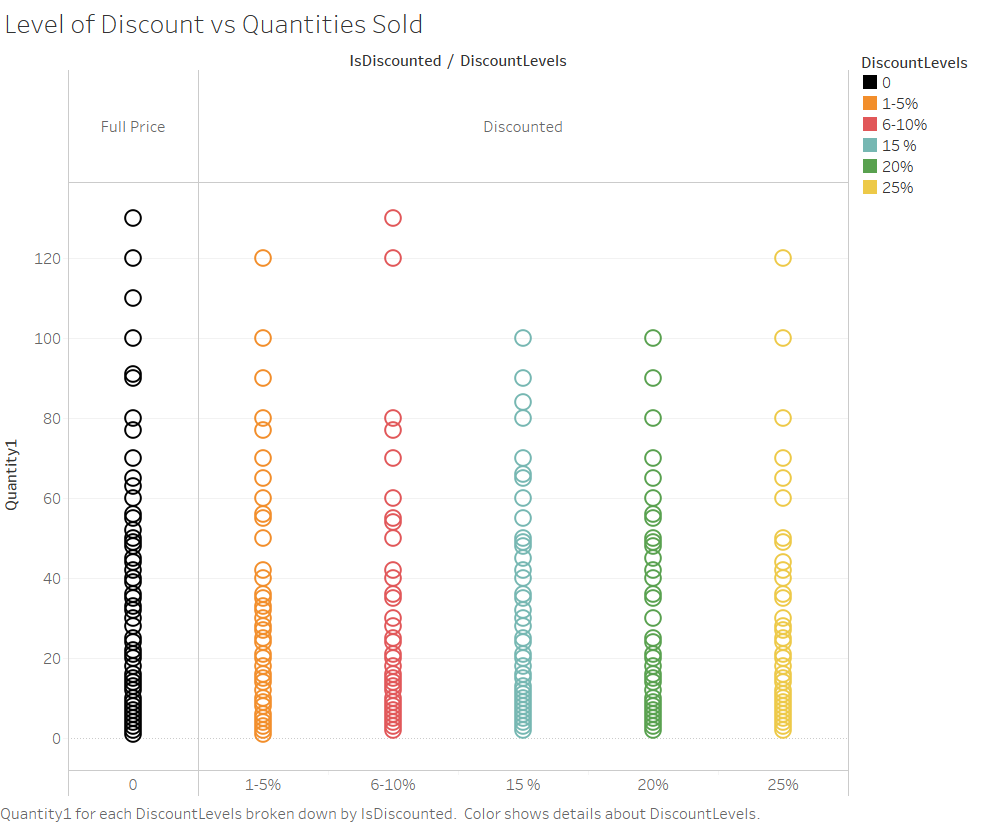 Level of Discount vs Quantities Sold
IsDiscounted / DiscountLevels
DiscountLevels
0
1-5%
6-10%
15 %
20%
25%
Full Price
Discounted
Quantity1
120
100
80
60
40
20
0
0
1-5%
6-10%
15 %
20%
25%
Quantity1 for each DiscountLevels broken down by IsDiscounted. Color shows details about DiscountLevels.